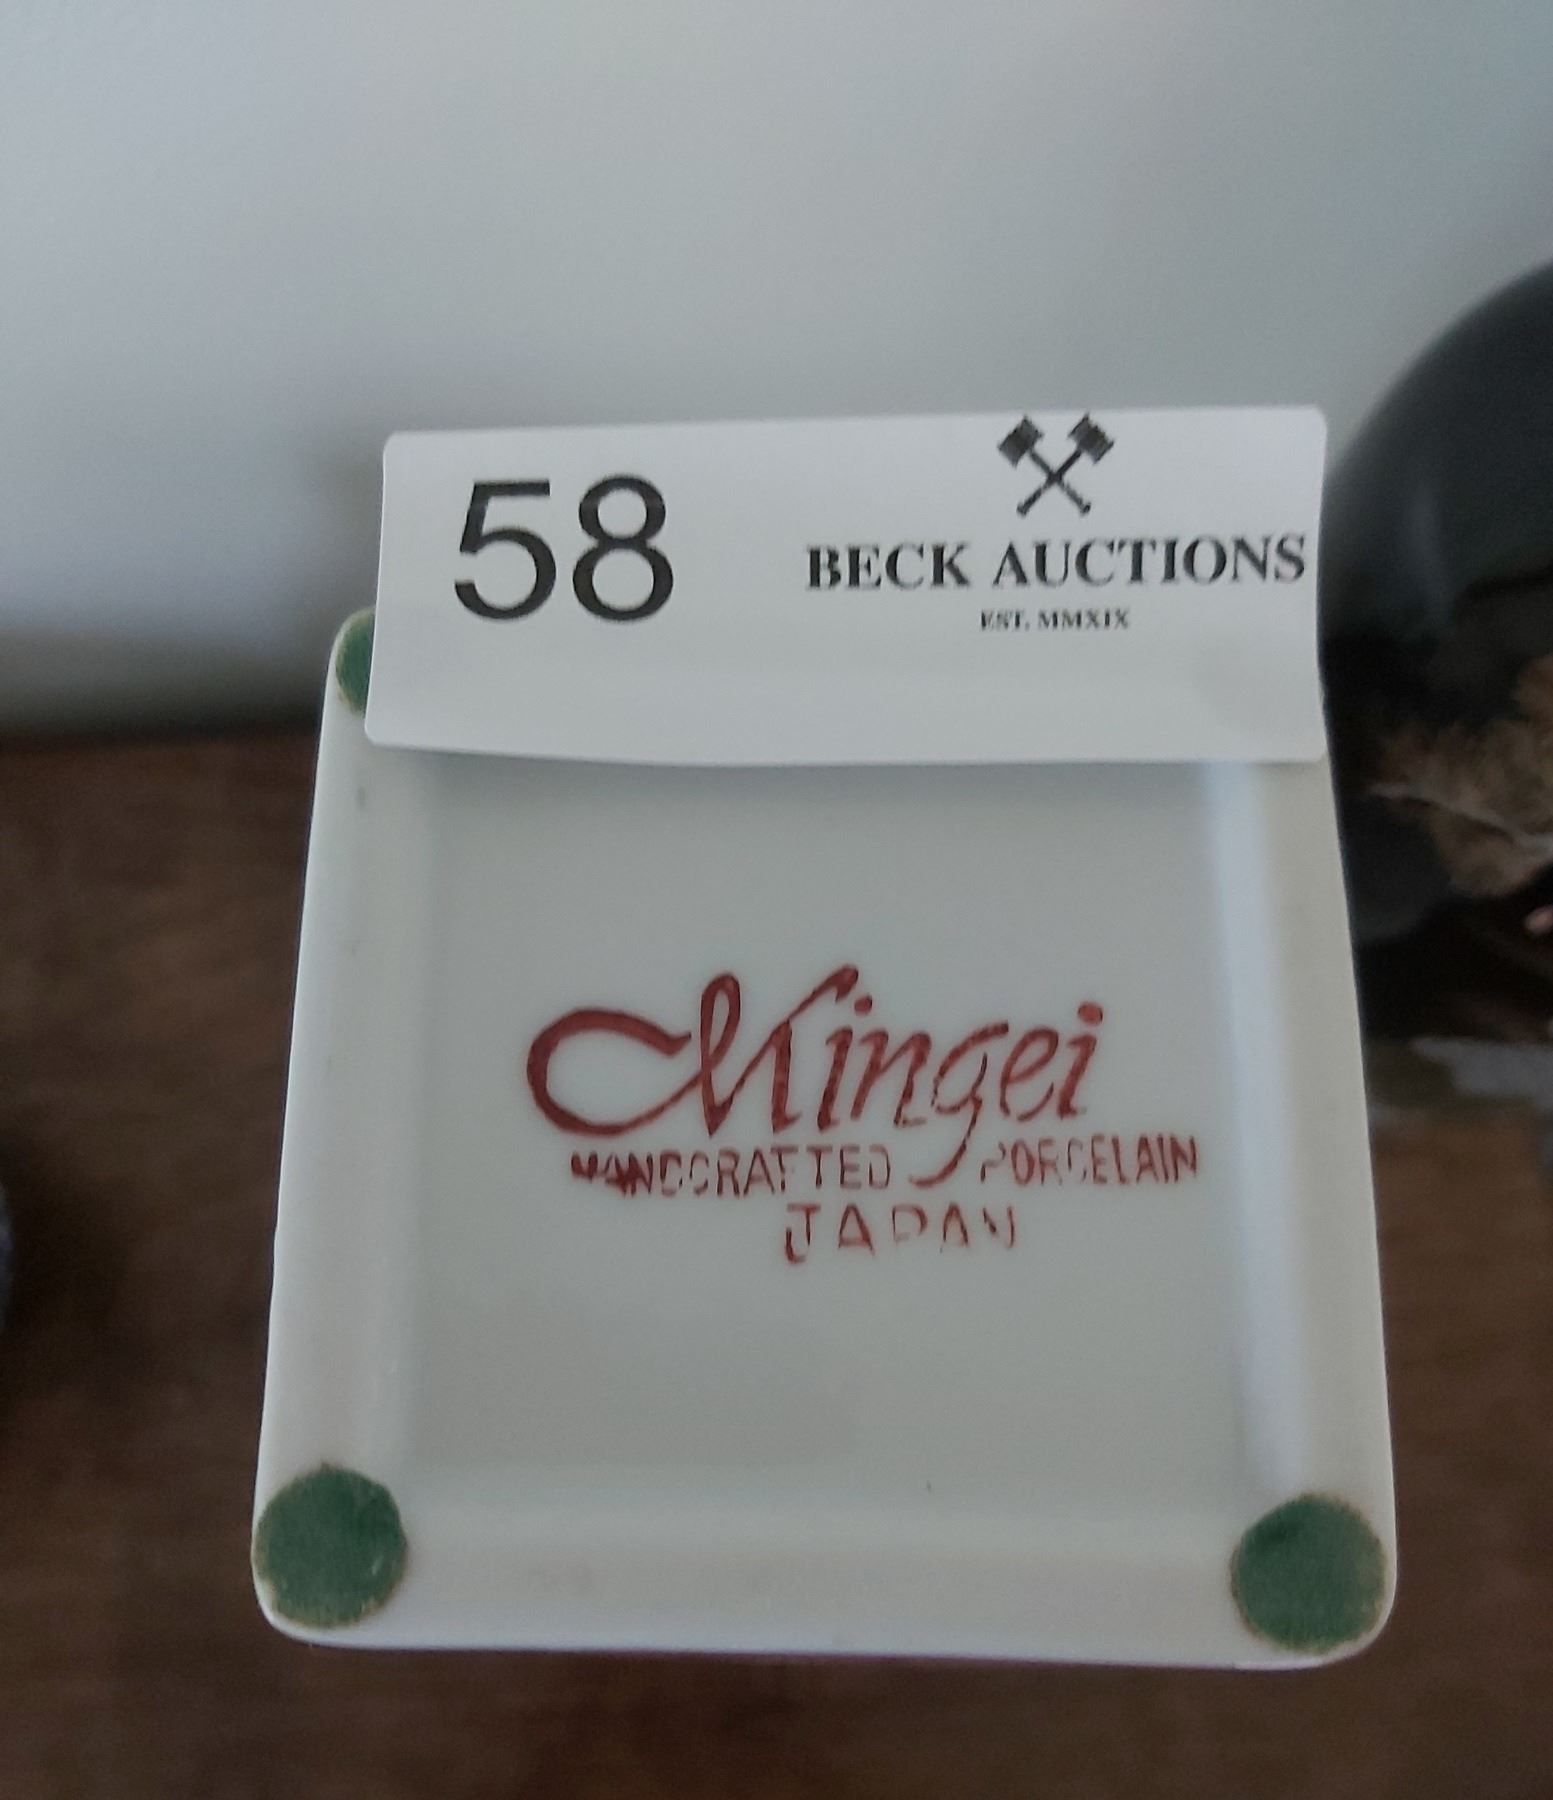 58
BECK AUCTIONS
EST. MMXIX
Mingei
HANDCRAFTED PORCELAIN
JAPAN